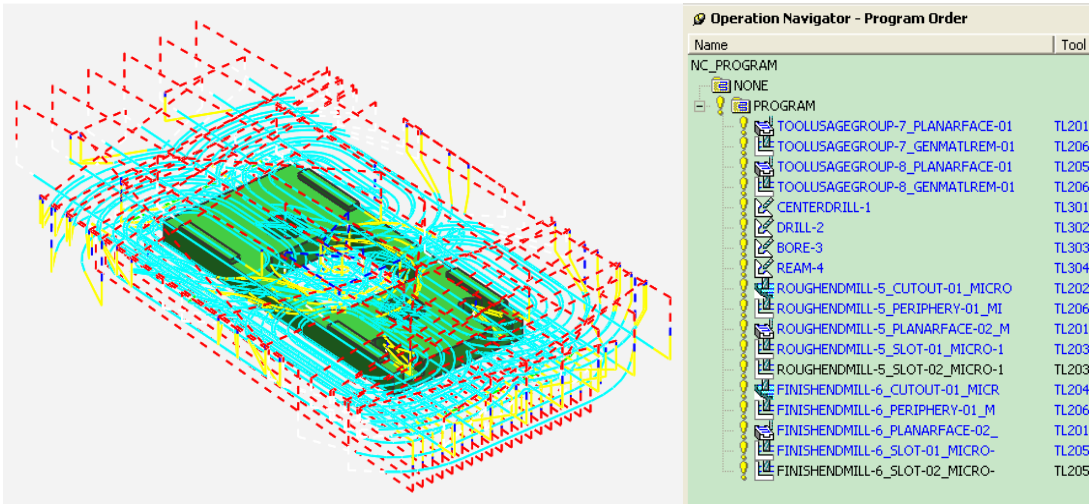 Operation Navigator - Program Order
Name Tool
NC_PROGRAM
NONE
PROGRAM
TOOLUSAGEGROUP-7_PLANARFACE-01 TL201
TOOLUSAGEGROUP-7_GENMATLREM-01 TL206
TOOLUSAGEGROUP-8_PLANARFACE-01 TL205
TOOLUSAGEGROUP-8_GENMATLREM-01 TL206
CENTERDRILL-1 TL301
DRILL-2 TL302
BORE-3 TL303
REAM-4 TL304
ROUGHENDMILL-5_CUTOUT-01_MICRO TL202
ROUGHENDMILL-5_PERIPHERY-01_MI TL206
ROUGHENDMILL-5_PLANARFACE-02_M TL201
ROUGHENDMILL-5_SLOT-01_MICRO-1 TL203
ROUGHENDMILL-5_SLOT-02_MICRO-1 TL203
FINISHENDMILL-6_CUTOUT-01_MICR TL204
FINISHENDMILL-6_PERIPHERY-01_M TL206
FINISHENDMILL-6_PLANARFACE-02_ TL201
FINISHENDMILL-6_SLOT-01_MICRO- TL205
FINISHENDMILL-6_SLOT-02_MICRO- TL205